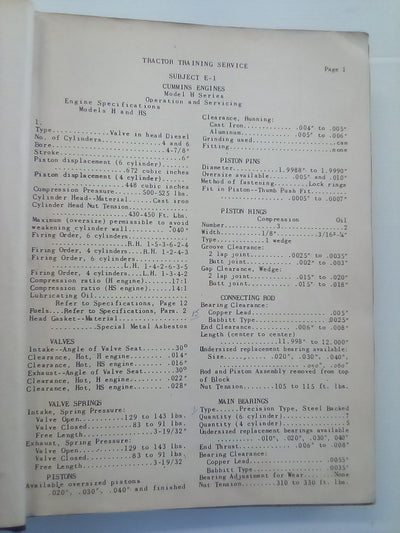 TRACTOR TRAINING SERVICE
Page 1
SUBJECT E-1
CUMMINS ENGINES
Model H Series
Operation and Servicing
Engine Specifications
Models H and HS
1.
Type..........Valve in head Diesel
No. of Cylinders..........4 and 6
Bore..........4-7/8"
Stroke..........6"
Piston displacement (6 cylinder)..........
..........672 cubic inches
Piston displacement (4 cylinder)..........
..........448 cubic inches
Compression Pressure..........500-525 lbs.
Cylinder Head--Material..........Cast iron
Cylinder Head Nut Tension..........
..........430-450 Ft. Lbs.
Maximum (oversize) permissible to avoid
weakening cylinder wall..........040"
Firing Order, 6 cylinders..........
..........R.H. 1-5-3-6-2-4
Firing Order, 4 cylinders....R.H. 1-2-4-3
Firing Order, 6 cylinders..........
..........L.H. 1-4-2-6-3-5
Firing Order, 4 cylinders..L.H. 1-3-4-2
Compression ratio (H engine)..........17:1
Compression ratio (HS engine)..........14:1
Lubricating Oil..........
Refer to Specifications, Page 12
Fuels...Refer to Specifications, Para. 2
Head Gasket--Material..........
..........Special Metal Asbestos
VALVES
Intake--Angle of Valve Seat..........30°
Clearance, Hot, H engine..........014"
Clearance, Hot, HS engine..........016"
Exhaust--Angle of Valve Seat..........30°
Clearance, Hot, H engine..........022"
Clearance, Hot, HS engine..........028"
VALVE SPRINGS
Intake, Spring Pressure:
Valve Open..........129 to 143 lbs.
Valve Closed..........83 to 91 lbs.
Free Length..........3-19/32"
Exhaust, Spring Pressure:
Valve Open..........129 to 143 lbs.
Valve Closed..........83 to 91 lbs.
Free Length..........3-19/32
PISTONS
Available oversized pistons
.020", .030", .040" and finished
Clearance, Running:
Cast Iron..........004" to .005"
Aluminum..........005" to .006"
Grinding used..........cam
Fitting..........none
PISTON PINS
Diameter..........1.9988" to 1.9990"
Oversize available.....005" and .010"
Method of fastening..........Lock rings
Fit in Piston--Thumb Push Fit.
..........0005" to .0007"
PISTON RINGS
Compression Oil
Number..........3..........2
Width..........1/8"..........
Type..........1 wedge
Groove Clearance:
2 lap joint..........0025" to .0035"
Butt joint..........002" to .003"
Gap Clearance, Wedge:
2 lap joint..........015" to .020"
Butt joint..........015" to .018"
CONNECTING ROD
Bearing Clearance:
Copper Lead..........005"
Babbitt Type..........0025"
End Clearance..........006" to .008"
Length (center to center)
..........11.998" to 12.000"
Undersized replacement bearing available:
Size..........020", .030", .040"
Rod and Piston Assembly removed from top
of Block
Nut Tension..........105 to 115 ft. lbs.
MAIN BEARINGS
Type......Precision Type, Steel Backed
Quantity (6 cylinder)..........7
Quantity (4 cylinder)..........5
Undersized replacement bearings available
..........010", .020", .030", .040"
End Thrust..........006" to .008"
Bearing Clearance:
Copper Lead..........0055"
Babbitt Type..........0035"
Bearing Adjustment for Wear.....None
Nut Tension........310 to 330 ft. lbs.